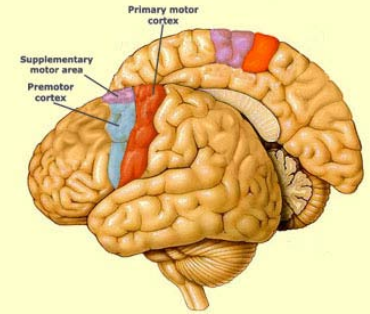 Primary motor
cortex
Supplementary
motor area
Premotor
cortex